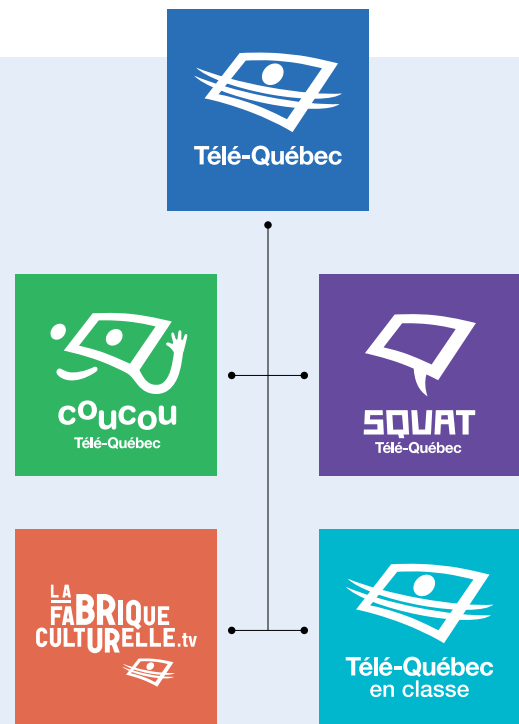 Télé-Québec
coucou
Télé-Québec
SQUAT
Télé-Québec
LA
FABRIQUE
CULTURELLE.tv
Télé-Québec
en classe